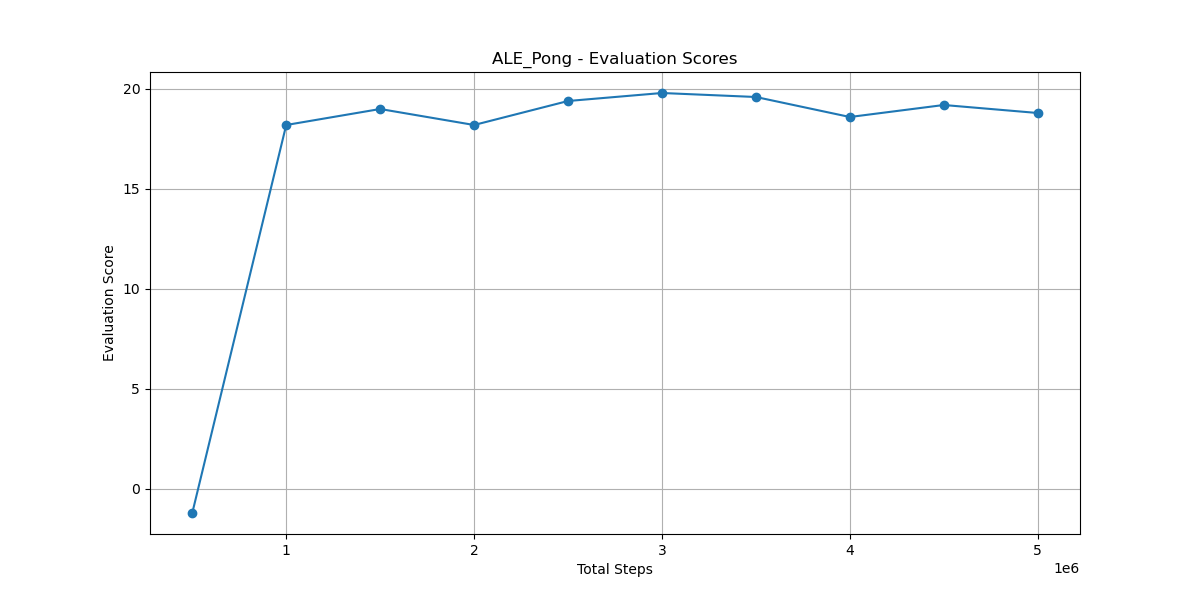 ALE_Pong - Evaluation Scores
Evaluation Score
20
15
10
5
0
1
2
3
4
5
1e6
Total Steps